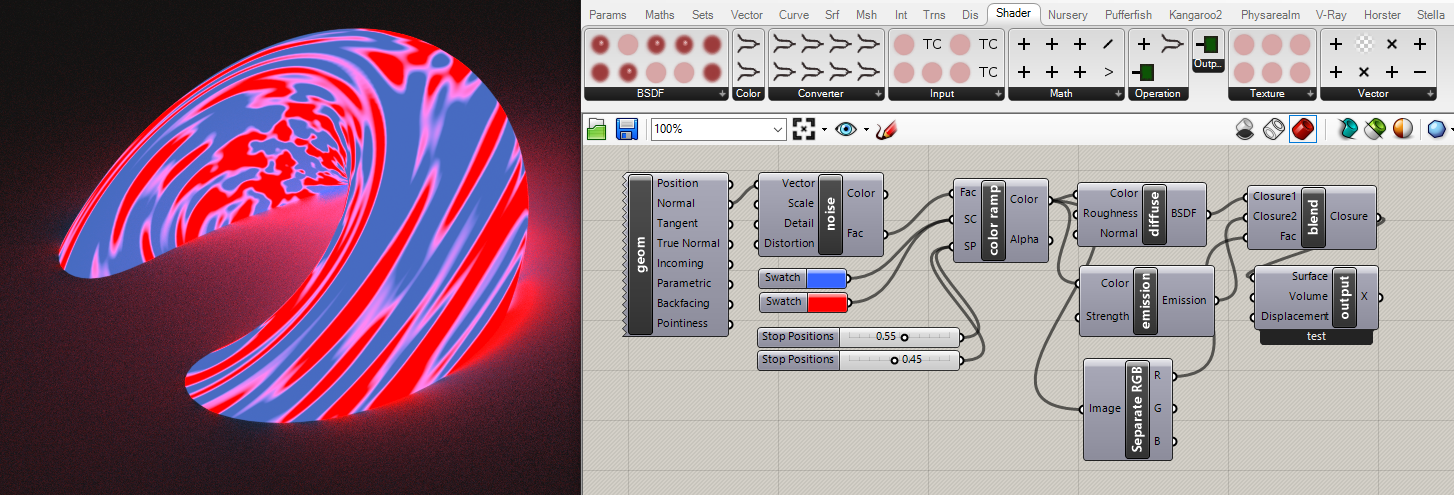 Params Maths Sets Vector Curve Srf Msh Int Trns Dis Shader Nursery Pufferfish Kangaroo2 Physarealm V-Ray Horster Stella
TC TC
TC
BSDF Color Converter Input Math Operation Outp.. Texture Vector
100%
geom
Position
Normal
Tangent
True Normal
Incoming
Parametric
Backfacing
Pointiness
Vector
Scale
Detail
Distortion
noise
Color
Fac
Swatch
Swatch
Stop Positions 0.55
Stop Positions 0.45
Fac
SC
SP
color ramp
Color
Alpha
Color
Roughness
Normal
diffuse
BSDF
Color
Strength
emission
Emission
Image
Separate RGB
R
G
B
Closure1
Closure2
Fac
blend
Closure
Surface
Volume
Displacement
output
X
test